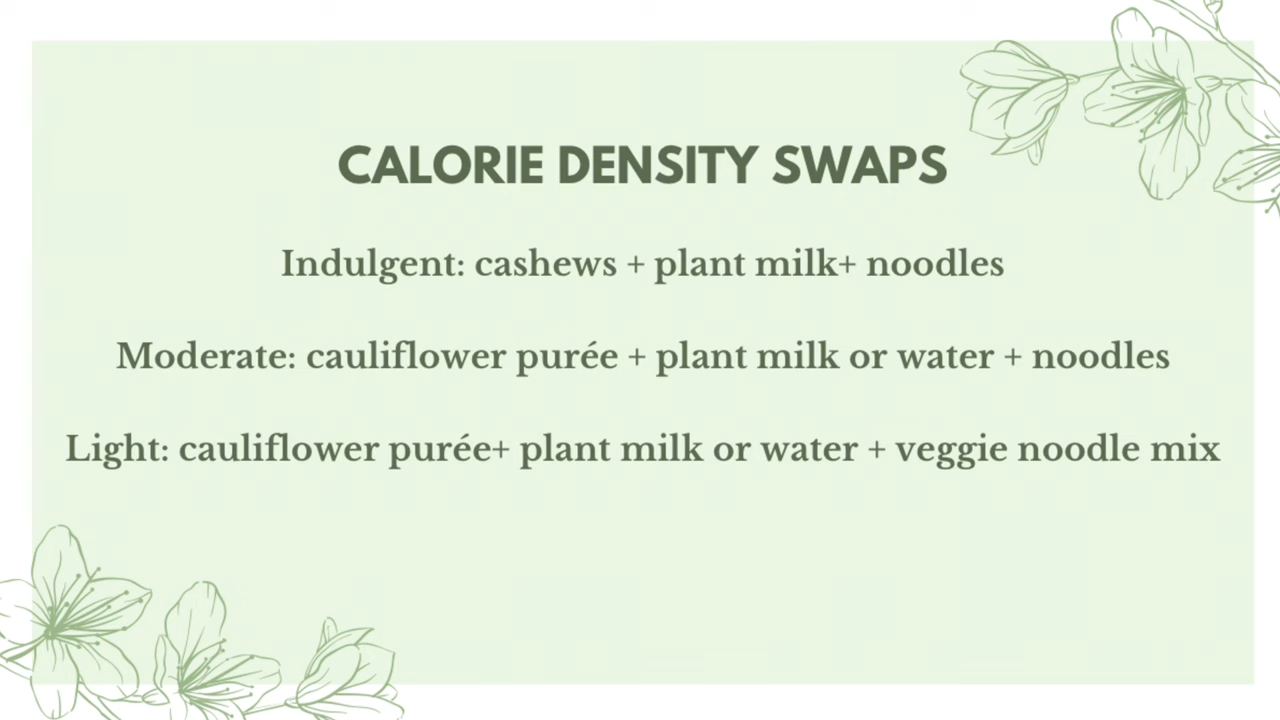 CALORIE DENSITY SWAPS
Indulgent: cashews + plant milk+ noodles
Moderate: cauliflower purée + plant milk or water + noodles
Light: cauliflower purée+ plant milk or water + veggie noodle mix